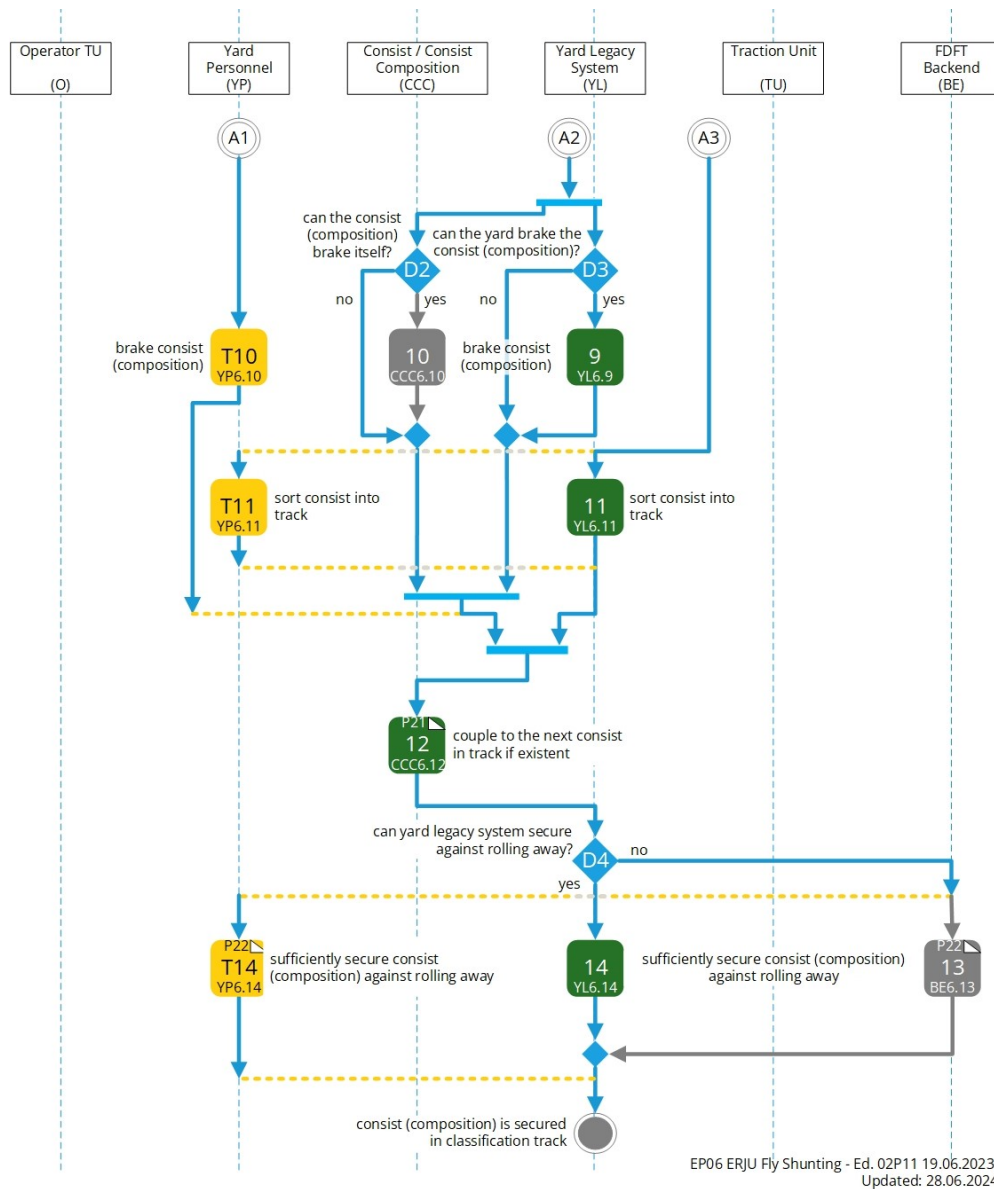 Operator TU
(O)
Yard
Personnel
(YP)
Consist / Consist
Composition
(CCC)
Yard Legacy
System
(YL)
Traction Unit
(TU)
FDFT
Backend
(BE)
A1
A2
A3
can the consist
(composition)
brake itself?
can the yard brake the
consist (composition)?
D2
D3
no
yes
no
yes
brake consist
(composition)
T10
YP6.10
10
CCC6.10
brake consist
(composition)
9
YL6.9
T11
YP6.11
sort consist into
track
11
YL6.11
sort consist into
track
P21
12
CCC6.12
couple to the next consist
in track if existent
can yard legacy system secure
against rolling away?
D4
no
yes
P22
T14
YP6.14
sufficiently secure consist
(composition) against rolling away
14
YL6.14
sufficiently secure consist (composition)
against rolling away
P22
13
BE6.13
consist (composition) is secured
in classification track
EP06 ERJU Fly Shunting - Ed. 02P11 19.06.2023
Updated: 28.06.2024